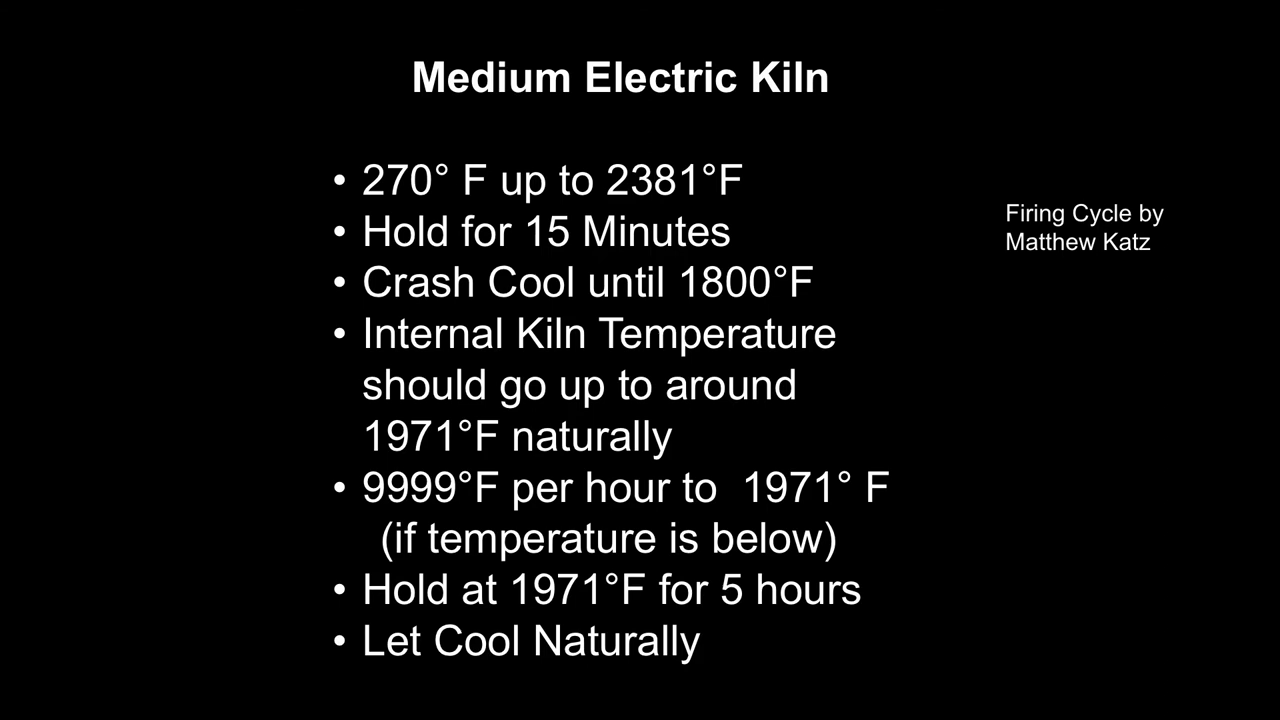 Medium Electric Kiln
• 270° F up to 2381°F
• Hold for 15 Minutes
• Crash Cool until 1800°F
• Internal Kiln Temperature
should go up to around
1971°F naturally
• 9999°F per hour to  1971° F
(if temperature is below)
• Hold at 1971°F for 5 hours
• Let Cool Naturally
Firing Cycle by
Matthew Katz